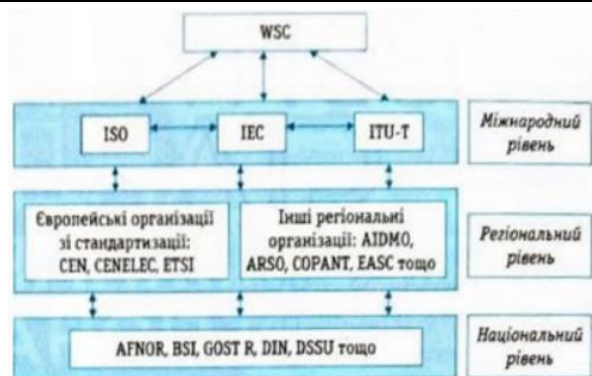 WSC
ISO
IEC
ITU-T
Міжнародний
рівень
Європейські організації
зі стандартизації:
CEN, CENELEC, ETSI
Інші регіональні
організації: AIDMO,
ARSO, COPANT, EASC тощо
Регіональний
рівень
AFNOR, BSI, GOST R, DIN, DSSU тощо
Національний
рівень